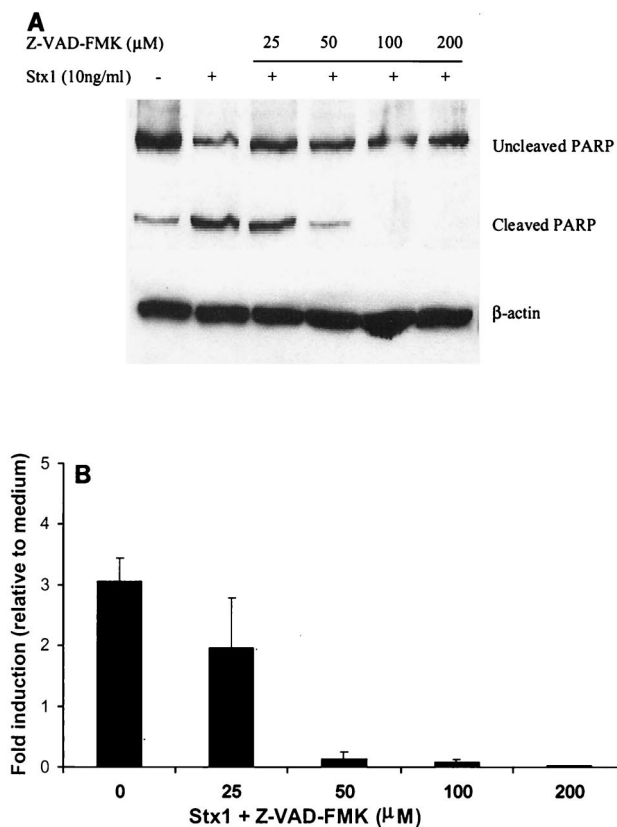 A
Z-VAD-FMK (μM) 25 50 100 200
Stx1 (10ng/ml) - + + + + +
Uncleaved PARP
Cleaved PARP
β-actin
B
Fold induction (relative to medium)
5
4
3
2
1
0
0 25 50 100 200
Stx1 + Z-VAD-FMK (μM)